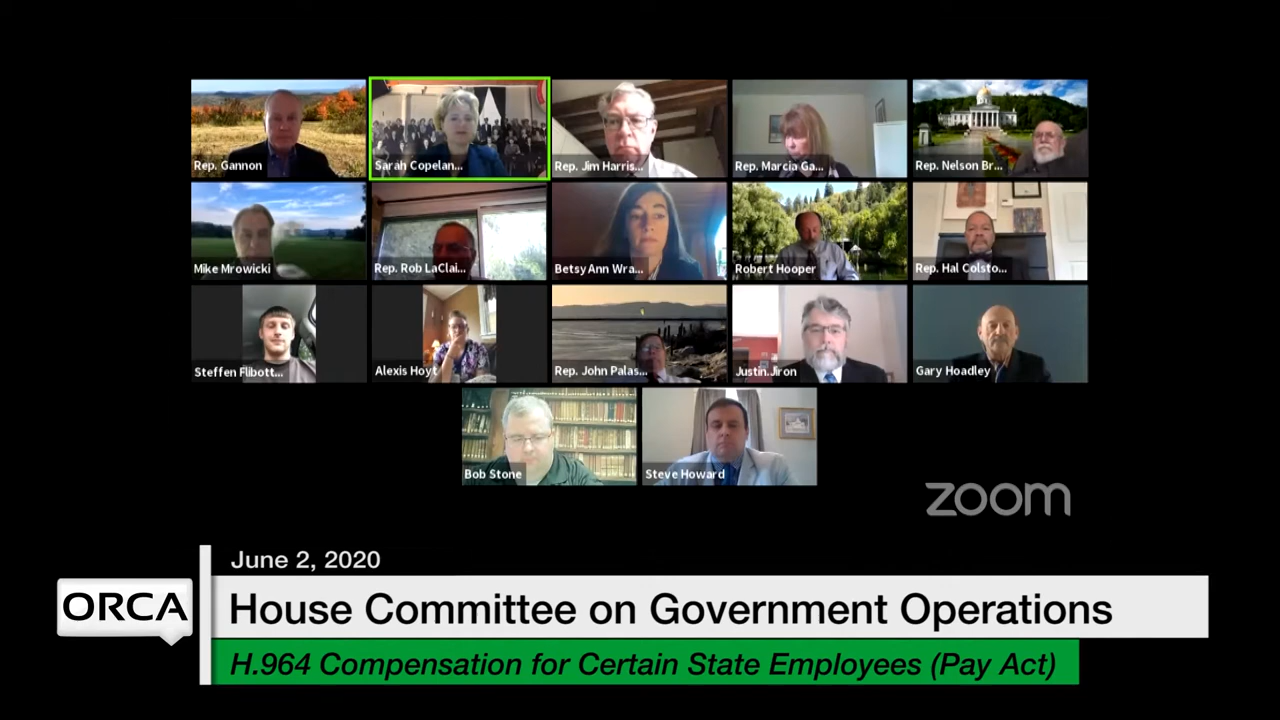 Rep. Gannon
Sarah Copelan...
Rep. Jim Harris...
Rep. Marcia Ga...
Rep. Nelson Br...
Mike Mrowicki
Rep. Rob LaClai...
Betsy Ann Wra...
Robert Hooper
Rep. Hal Colsto...
Steffen Flibott...
Alexis Hoyt
Rep. John Palas...
Justin.Jiron
Gary Hoadley
Bob Stone
Steve Howard
zoom
June 2, 2020
ORCA
House Committee on Government Operations
H.964 Compensation for Certain State Employees (Pay Act)